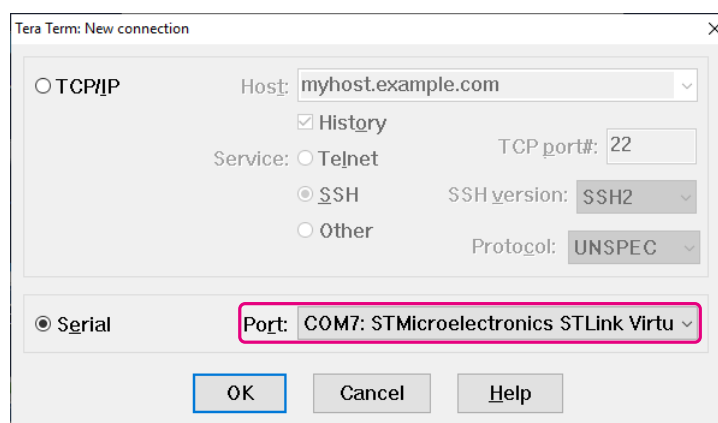 Tera Term: New connection
TCP/IP
Host: myhost.example.com
History
Service: Telnet
TCP port#: 22
SSH
SSH version: SSH2
Other
Protocol: UNSPEC
Serial
Port: COM7: STMicroelectronics STLink Virtu
OK Cancel Help